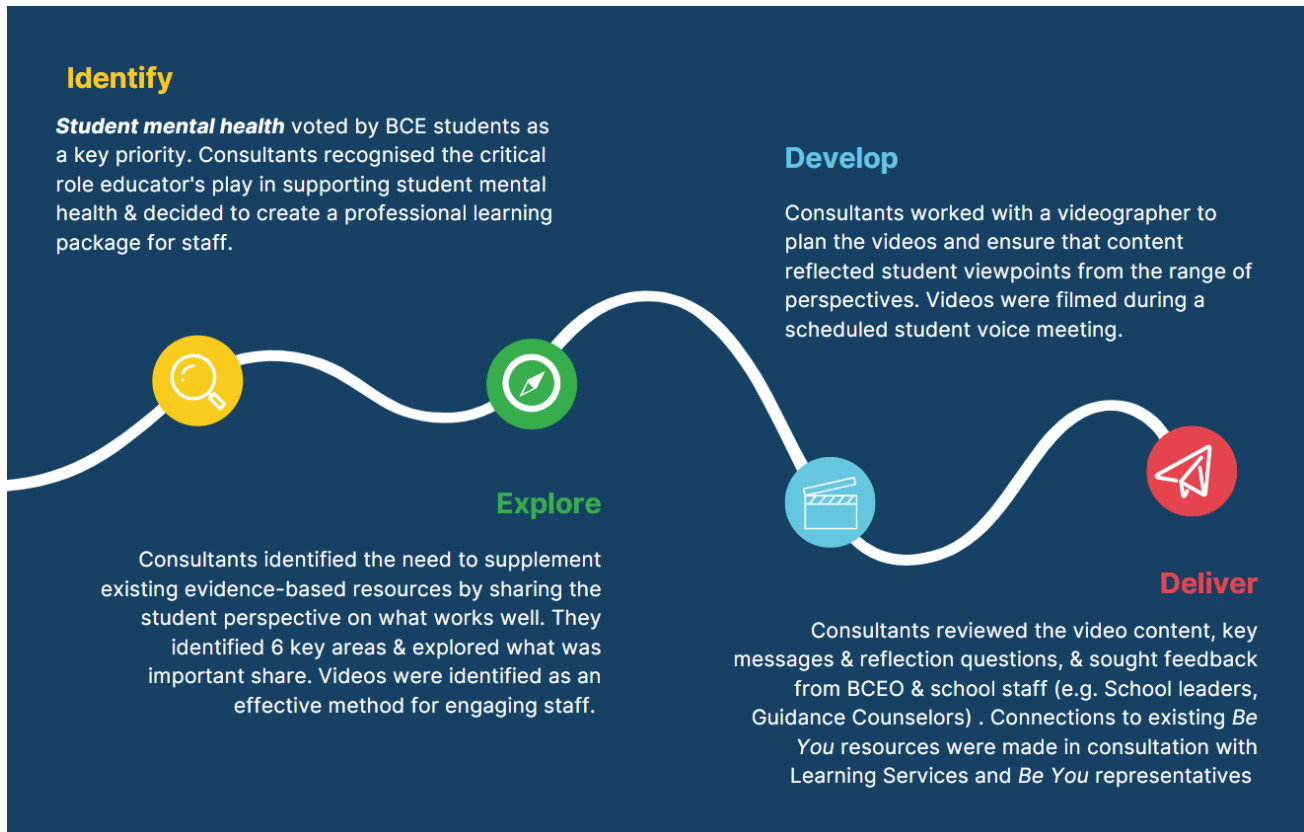 Identify
Student mental health voted by BCE students as
a key priority. Consultants recognised the critical
role educator's play in supporting student mental
health & decided to create a professional learning
package for staff.
Explore
Consultants identified the need to supplement
existing evidence-based resources by sharing the
student perspective on what works well. They
identified 6 key areas & explored what was
important share. Videos were identified as an
effective method for engaging staff.
Develop
Consultants worked with a videographer to
plan the videos and ensure that content
reflected student viewpoints from the range of
perspectives. Videos were filmed during a
scheduled student voice meeting.
Deliver
Consultants reviewed the video content, key
messages & reflection questions, & sought feedback
from BCEO & school staff (e.g. School leaders,
Guidance Counselors) . Connections to existing Be
You resources were made in consultation with
Learning Services and Be You representatives